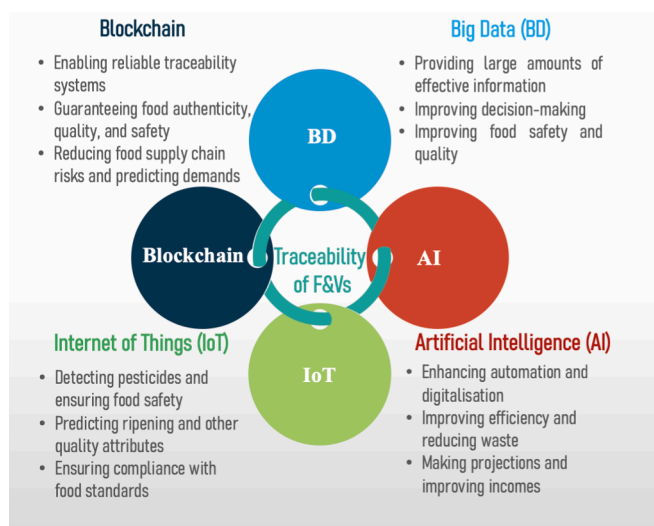 Blockchain
• Enabling reliable traceability
systems
• Guaranteeing food authenticity,
quality, and safety
• Reducing food supply chain
risks and predicting demands
Big Data (BD)
• Providing large amounts of
effective information
• Improving decision-making
• Improving food safety and
quality
BD
Blockchain
Traceability
of F&Vs
AI
IoT
Internet of Things (IoT)
• Detecting pesticides and
ensuring food safety
• Predicting ripening and other
quality attributes
• Ensuring compliance with
food standards
Artificial Intelligence (AI)
• Enhancing automation and
digitalisation
• Improving efficiency and
reducing waste
• Making projections and
improving incomes